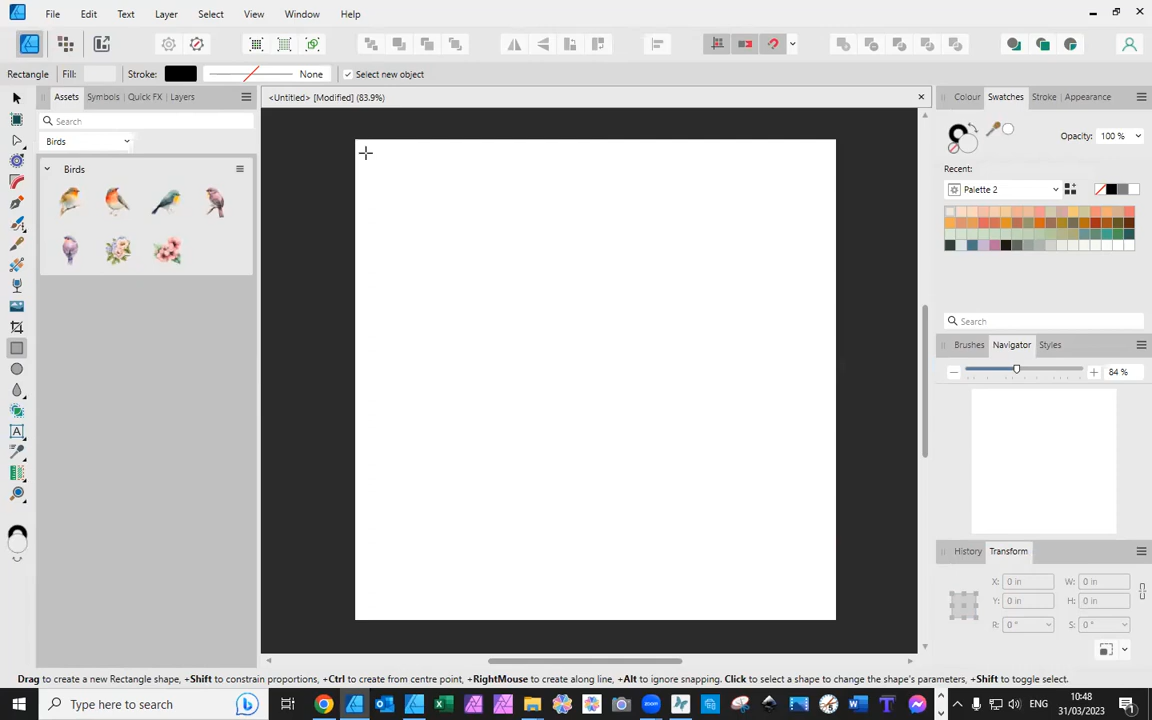 File Edit Text Layer Select View Window Help
Rectangle Fill: Stroke: None Select new object
Assets Symbols Quick FX Layers
<Untitled> [Modified] (83.9%)
Colour Swatches Stroke Appearance
Search
Birds
Opacity: 100 %
Birds
Recent:
Palette 2
Search
Brushes Navigator Styles
84 %
History Transform
X: 0 in W: 0 in
Y: 0 in H: 0 in
R: 0 ° S: 0 °
Drag to create a new Rectangle shape, +Shift to constrain proportions, +Ctrl to create from centre point, +RightMouse to create along line, +Alt to ignore snapping. Click to select a shape to change the shape's parameters, +Shift to toggle select.
Type here to search
zoom
ENG
10:48
31/03/2023
1